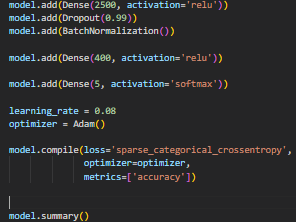 model.add(Dense(2500, activation='relu'))
model.add(Dropout(0.99))
model.add(BatchNormalization())
model.add(Dense(400, activation='relu'))
model.add(Dense(5, activation='softmax'))
learning_rate = 0.08
optimizer = Adam()
model.compile(loss='sparse_categorical_crossentropy',
optimizer=optimizer,
metrics=['accuracy'])
model.summary()